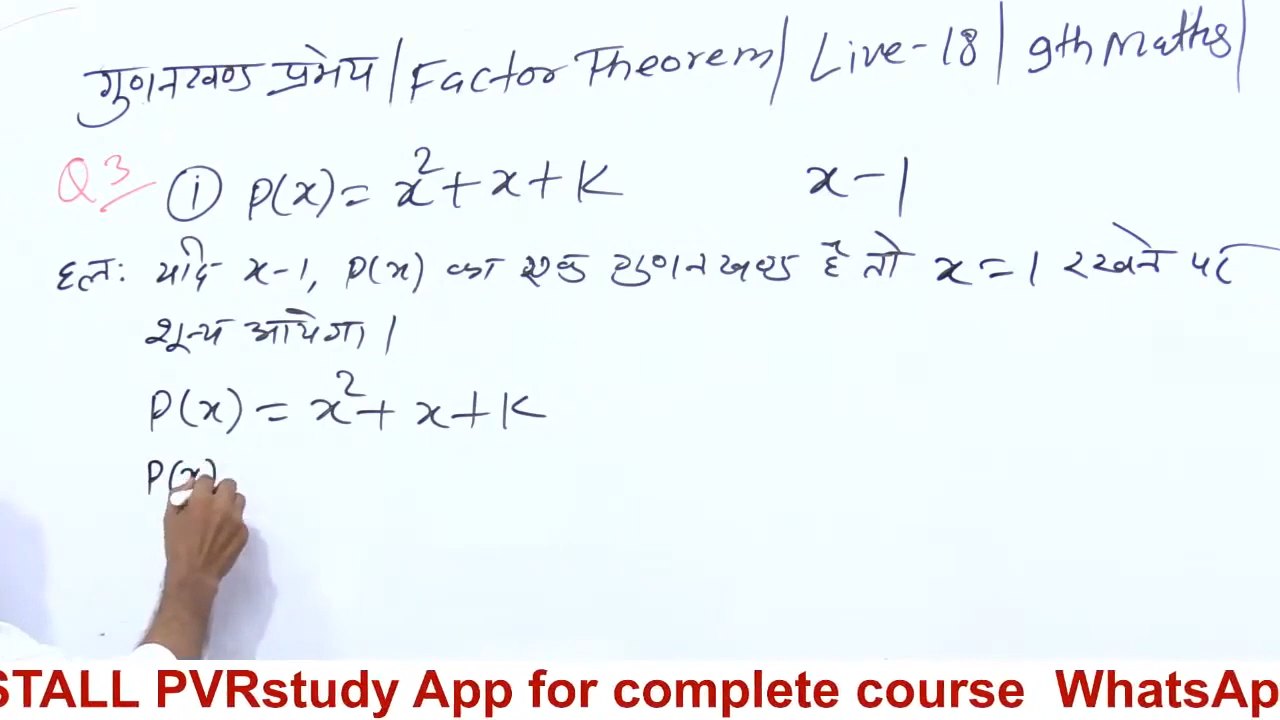 गुणनखण्ड प्रमेय | Factor Theorem | Live-18 | 9th Maths |
Q 3 (i) P(x) = x² + x + K x - 1
हल: यदि x-1, P(x) का एक गुणनखण्ड है तो x = 1 रखने पर
शून्य आयेगा |
P(x) = x² + x + K
P(x)
STALL PVRstudy App for complete course WhatsAp